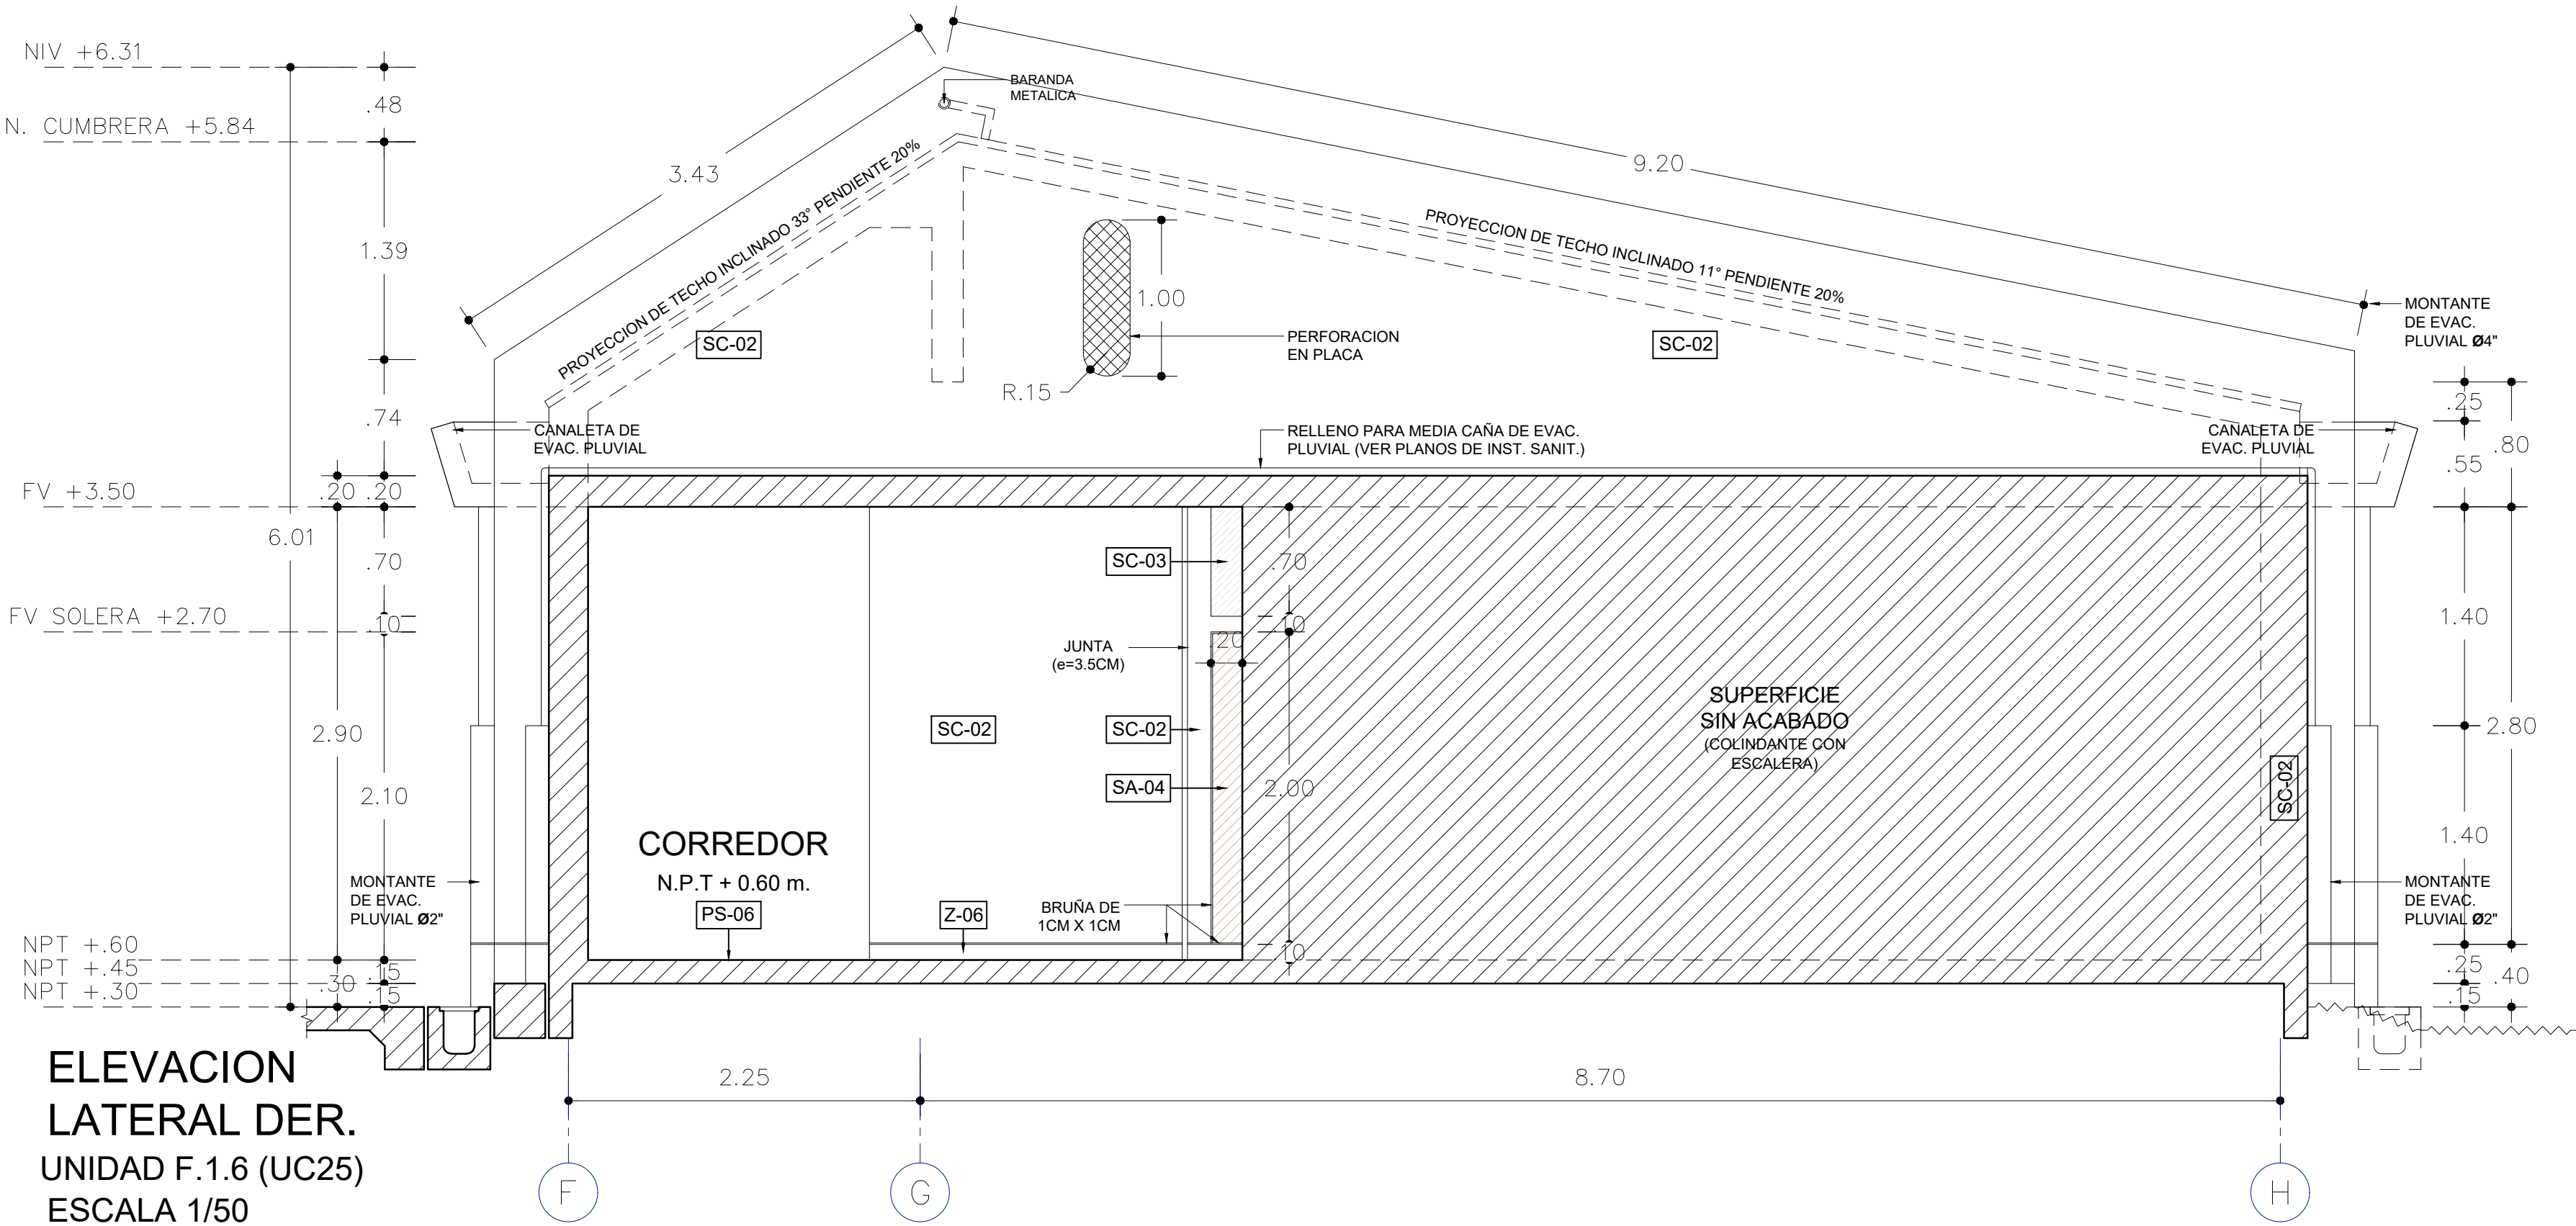 NIV +6.31
N. CUMBRERA +5.84
FV +3.50
FV SOLERA +2.70
NPT +.60
NPT +.45
NPT +.30
6.01
.20
2.90
.30
.48
1.39
.74
.20
.70
.10
2.10
.15
.15
3.43
9.20
BARANDA
METALICA
PROYECCION DE TECHO INCLINADO 33° PENDIENTE 20%
PROYECCION DE TECHO INCLINADO 11° PENDIENTE 20%
SC-02
1.00
PERFORACION
EN PLACA
R.15
SC-02
MONTANTE
DE EVAC.
PLUVIAL Ø4"
CANALETA DE
EVAC. PLUVIAL
RELLENO PARA MEDIA CAÑA DE EVAC.
PLUVIAL (VER PLANOS DE INST. SANIT.)
CANALETA DE
EVAC. PLUVIAL
.25
.55
.80
1.40
1.40
2.80
.25
.15
.40
SC-03
.70
.10
.20
JUNTA
(e=3.5CM)
SC-02
SC-02
SA-04
2.00
SUPERFICIE
SIN ACABADO
(COLINDANTE CON
ESCALERA)
SC-02
CORREDOR
N.P.T + 0.60 m.
PS-06
Z-06
BRUÑA DE
1CM X 1CM
.10
MONTANTE
DE EVAC.
PLUVIAL Ø2"
MONTANTE
DE EVAC.
PLUVIAL Ø2"
2.25
8.70
F
G
H
ELEVACION
LATERAL DER.
UNIDAD F.1.6 (UC25)
ESCALA 1/50